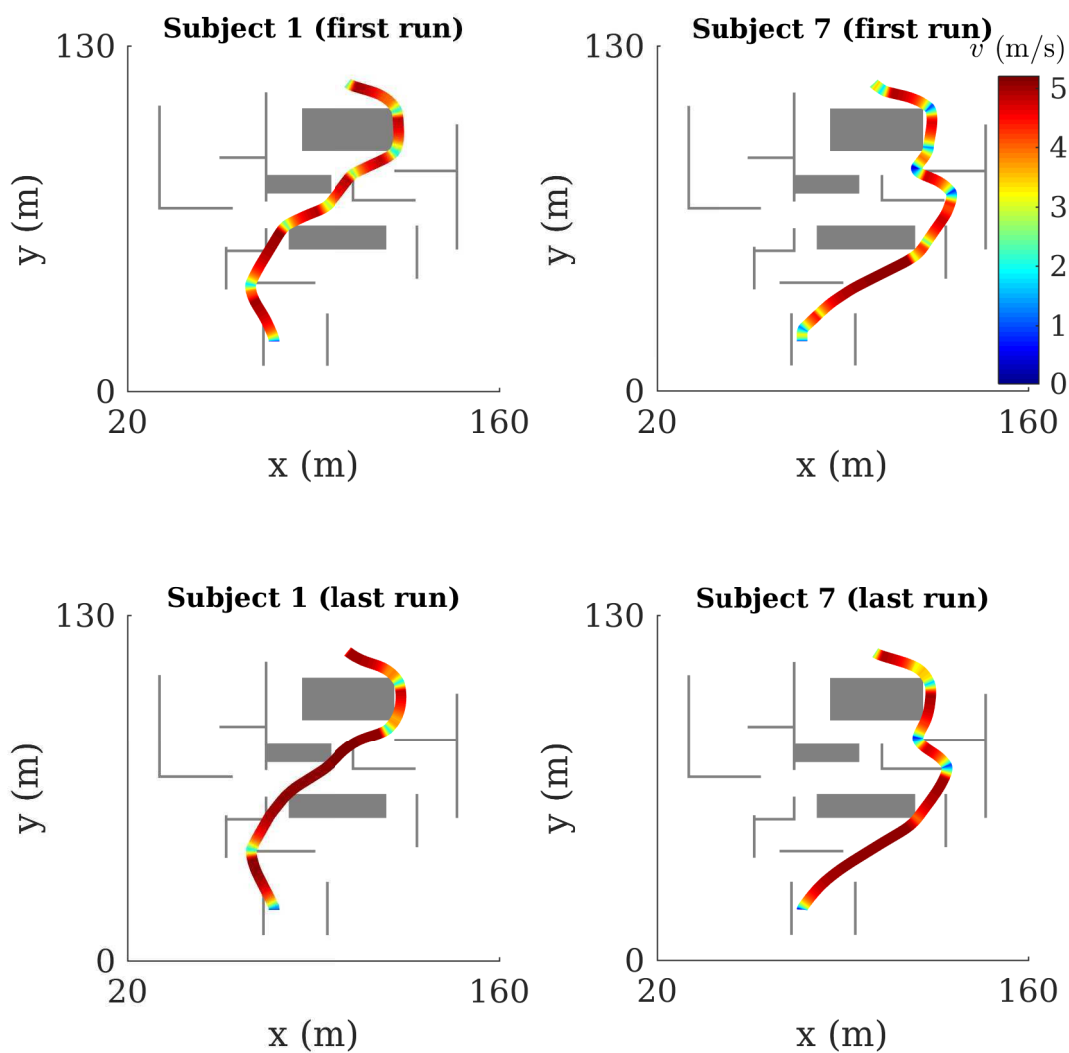 Subject 1 (first run)
130
y (m)
0
20
160
x (m)
Subject 7 (first run)
130
y (m)
0
20
160
x (m)
v (m/s)
5
4
3
2
1
0
Subject 1 (last run)
130
y (m)
0
20
160
x (m)
Subject 7 (last run)
130
y (m)
0
20
160
x (m)